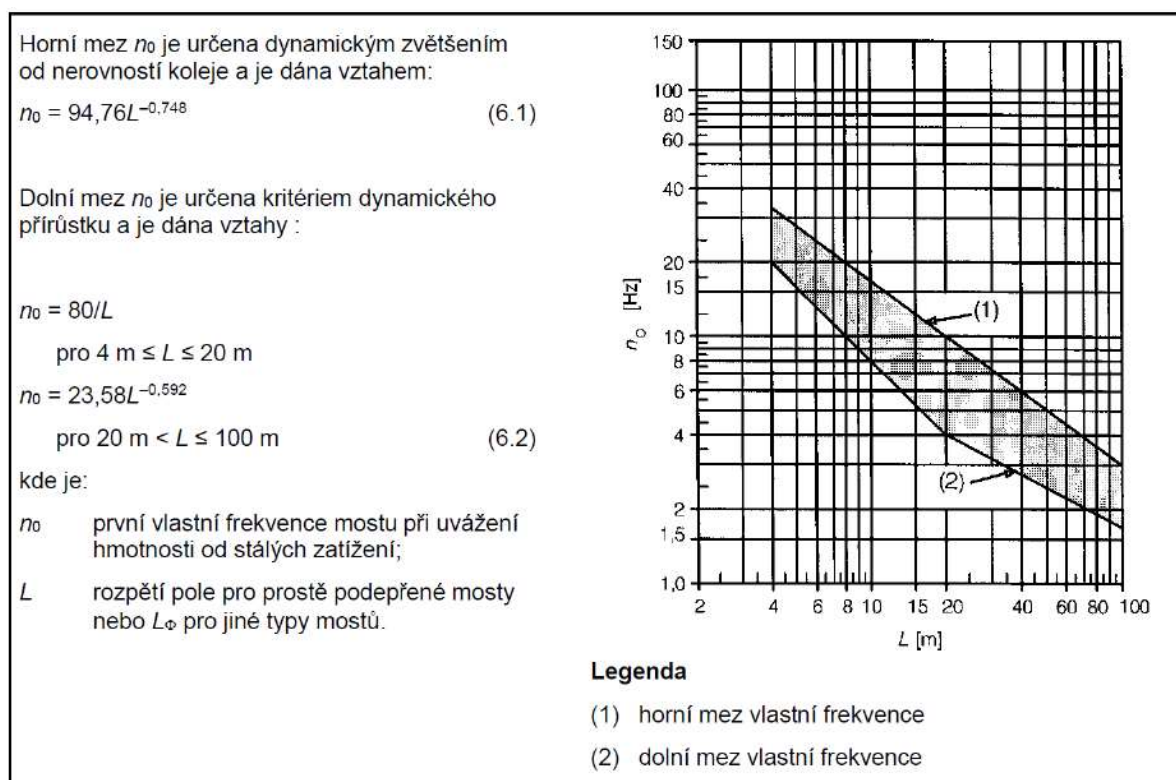 Horní mez n0 je určena dynamickým zvětšením
od nerovností koleje a je dána vztahem:
n0 = 94,76L–0,748 (6.1)
Dolní mez n0 je určena kritériem dynamického
přírůstku a je dána vztahy :
n0 = 80/L
pro 4 m ≤ L ≤ 20 m
n0 = 23,58L–0,592
pro 20 m < L ≤ 100 m (6.2)
kde je:
n0 první vlastní frekvence mostu při uvážení
hmotnosti od stálých zatížení;
L rozpětí pole pro prostě podepřené mosty
nebo LΦ pro jiné typy mostů.
150
100
80
60
40
20
15
10
8
6
4
2
1,5
1,0
n0 [Hz]
(1)
(2)
2 4 6 8 10 15 20 40 60 80 100
L [m]
Legenda
(1) horní mez vlastní frekvence
(2) dolní mez vlastní frekvence